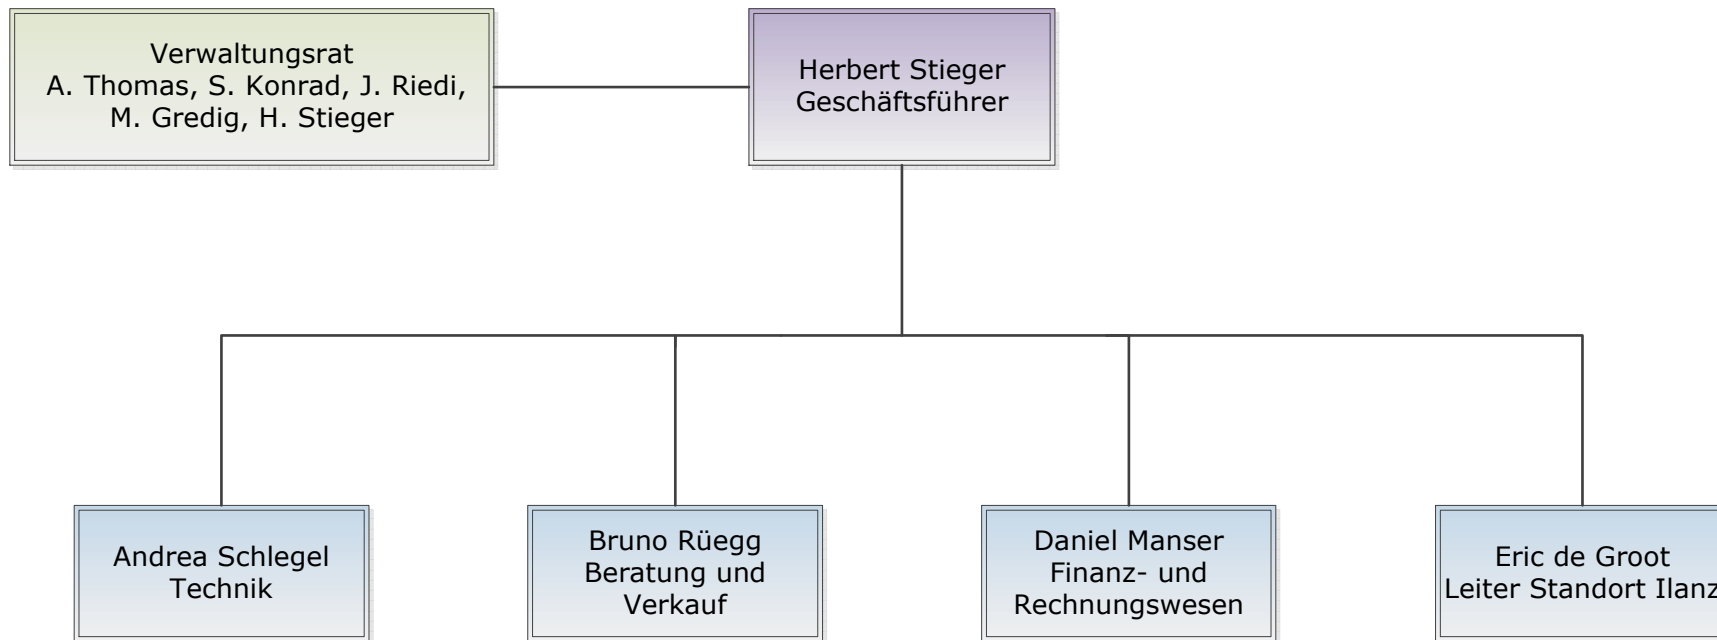 Verwaltungsrat
A. Thomas, S. Konrad, J. Riedi,
M. Gredig, H. Stieger
Herbert Stieger
Geschäftsführer
Andrea Schlegel
Technik
Bruno Rüegg
Beratung und
Verkauf
Daniel Manser
Finanz- und
Rechnungswesen
Eric de Groot
Leiter Standort Ilanz